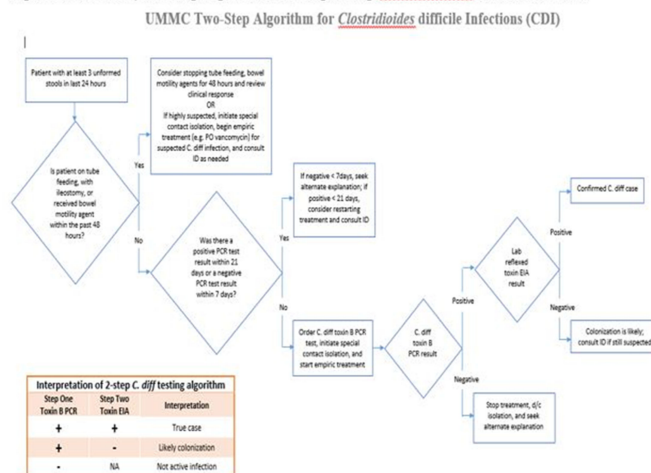 UMMC Two-Step Algorithm for Clostridioides difficile Infections (CDI)
Patient with at least 3 unformed
stools in last 24 hours
Consider stopping tube feeding, bowel
motility agents for 48 hours and review
clinical response
OR
If highly suspected, initiate special
contact isolation, begin empiric
treatment (e.g. PO vancomycin) for
suspected C. diff infection, and consult
ID as needed
Is patient on tube
feeding, with
ileostomy, or
received bowel
motility agent
within the past 48
hours?
Yes
No
Was there a
positive PCR test
result within 21
days or a negative
PCR test result
within 7 days?
Yes
No
If negative < 7days, seek
alternate explanation; if
positive < 21 days,
consider restarting
treatment and consult ID
Order C. diff toxin B PCR
test, initiate special
contact isolation, and
start empiric treatment
C. diff
toxin B
PCR result
Positive
Negative
Lab
reflexed
toxin EIA
result
Positive
Negative
Confirmed C. diff case
Colonization is likely;
consult ID if still suspected
Stop treatment, d/c
isolation, and seek
alternate explanation
Interpretation of 2-step C. diff testing algorithm
Step One
Toxin B PCR
Step Two
Toxin EIA
Interpretation
+ + True case
+ - Likely colonization
- NA Not active infection